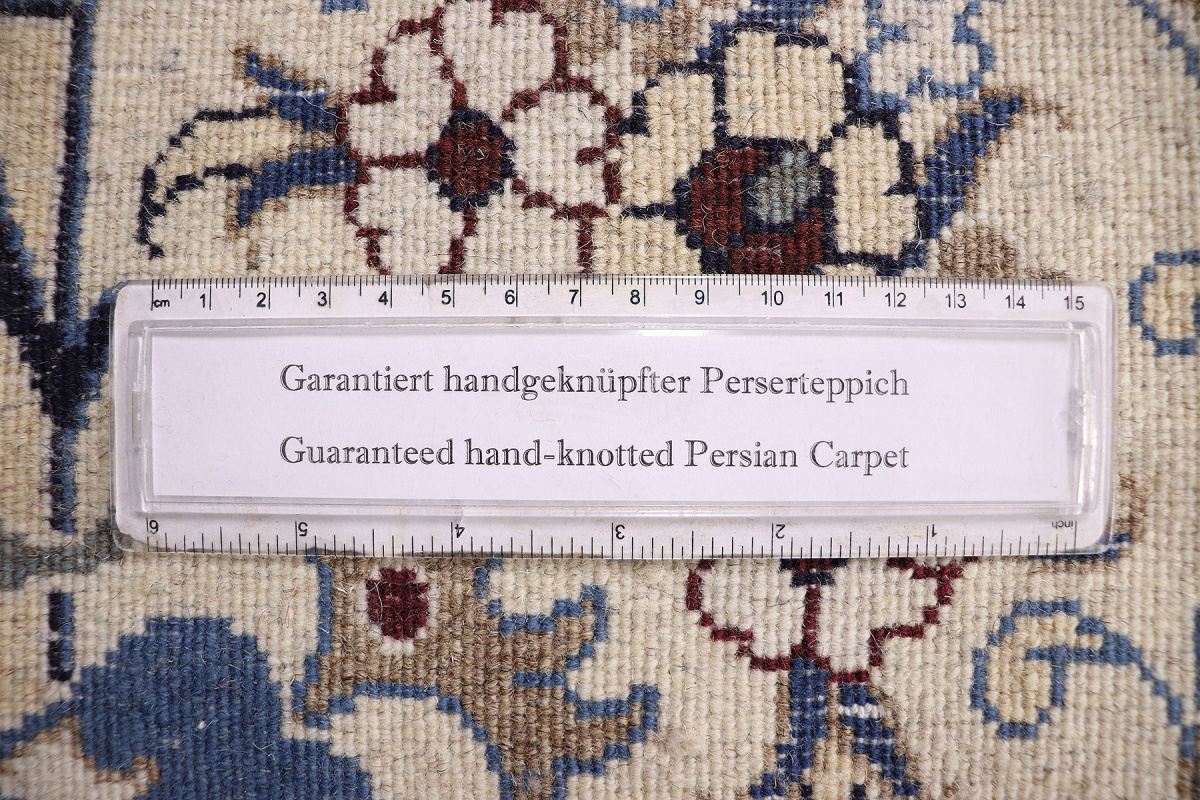 cm 1 2 3 4 5 6 7 8 9 10 11 12 13 14 15
Garantiert handgeknüpfter Perserteppich
Guaranteed hand-knotted Persian Carpet
6 5 4 3 2 1 inch